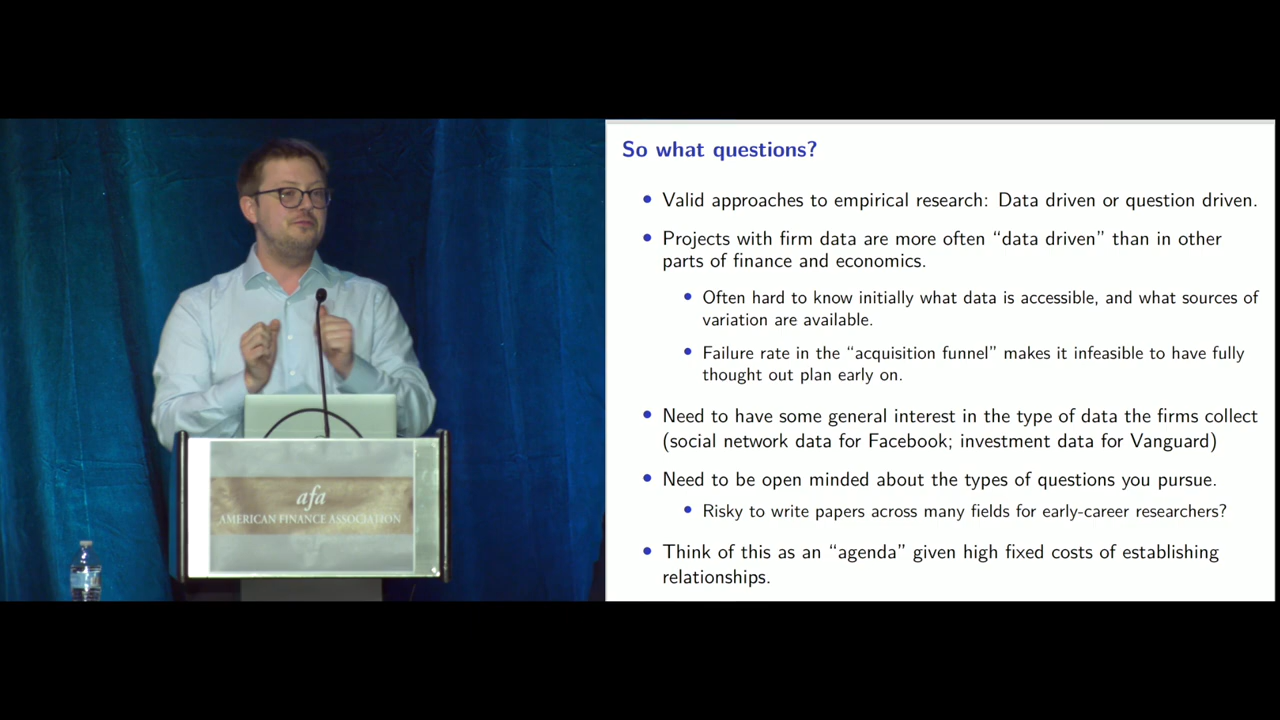 So what questions?
• Valid approaches to empirical research: Data driven or question driven.
• Projects with firm data are more often “data driven” than in other
parts of finance and economics.
• Often hard to know initially what data is accessible, and what sources of
variation are available.
• Failure rate in the “acquisition funnel” makes it infeasible to have fully
thought out plan early on.
• Need to have some general interest in the type of data the firms collect
(social network data for Facebook; investment data for Vanguard)
• Need to be open minded about the types of questions you pursue.
• Risky to write papers across many fields for early-career researchers?
• Think of this as an “agenda” given high fixed costs of establishing
relationships.
afa
AMERICAN FINANCE ASSOCIATION